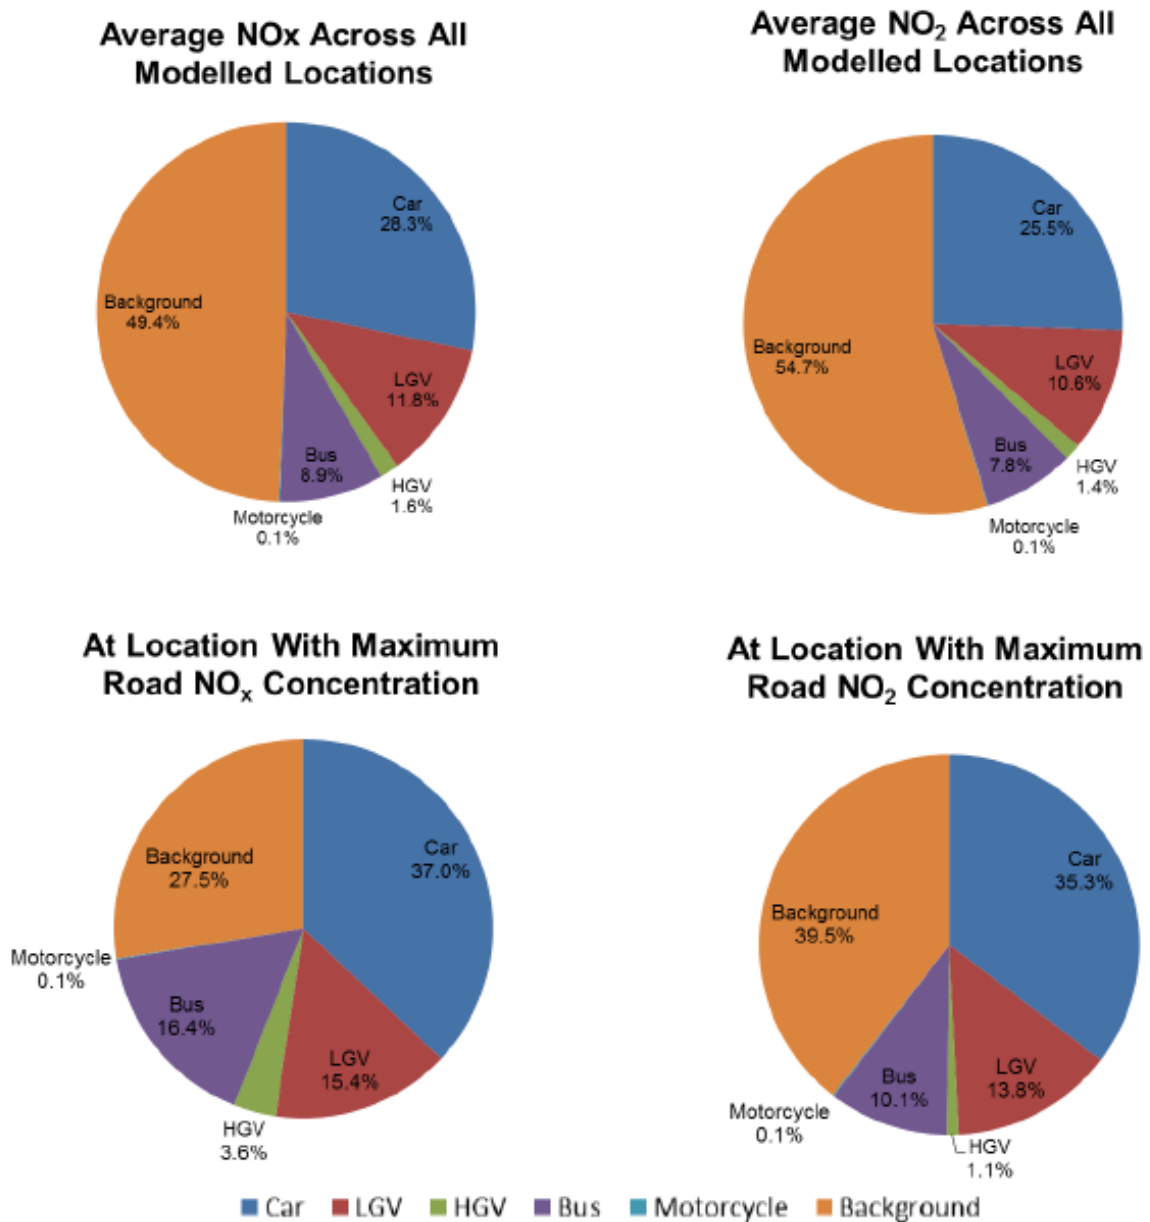 Average NOx Across All
Modelled Locations
Car
28.3%
LGV
11.8%
HGV
1.6%
Bus
8.9%
Motorcycle
0.1%
Background
49.4%
Average NO₂ Across All
Modelled Locations
Car
25.5%
LGV
10.6%
HGV
1.4%
Bus
7.8%
Motorcycle
0.1%
Background
54.7%
At Location With Maximum
Road NOₓ Concentration
Car
37.0%
LGV
15.4%
HGV
3.6%
Bus
16.4%
Motorcycle
0.1%
Background
27.5%
At Location With Maximum
Road NO₂ Concentration
Car
35.3%
LGV
13.8%
HGV
1.1%
Bus
10.1%
Motorcycle
0.1%
Background
39.5%
Car LGV HGV Bus Motorcycle Background